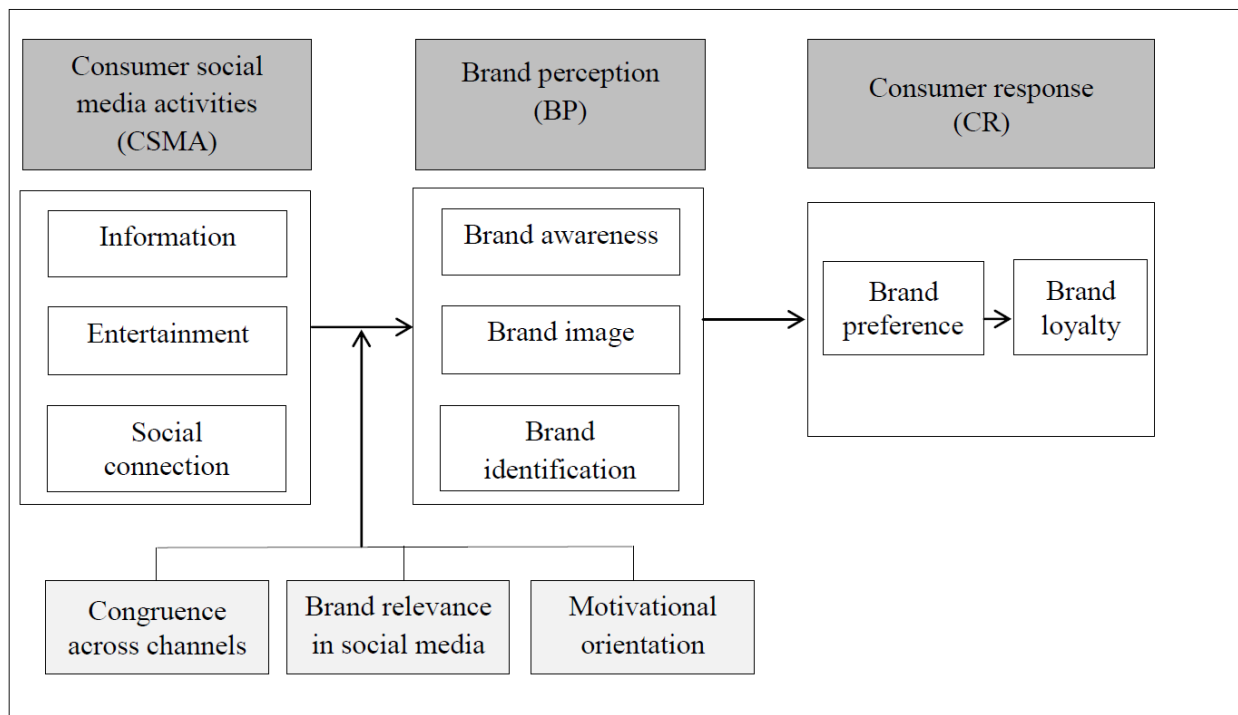 Consumer social
media activities
(CSMA)
Brand perception
(BP)
Consumer response
(CR)
Information
Entertainment
Social
connection
Brand awareness
Brand image
Brand
identification
Brand
preference
Brand
loyalty
Congruence
across channels
Brand relevance
in social media
Motivational
orientation